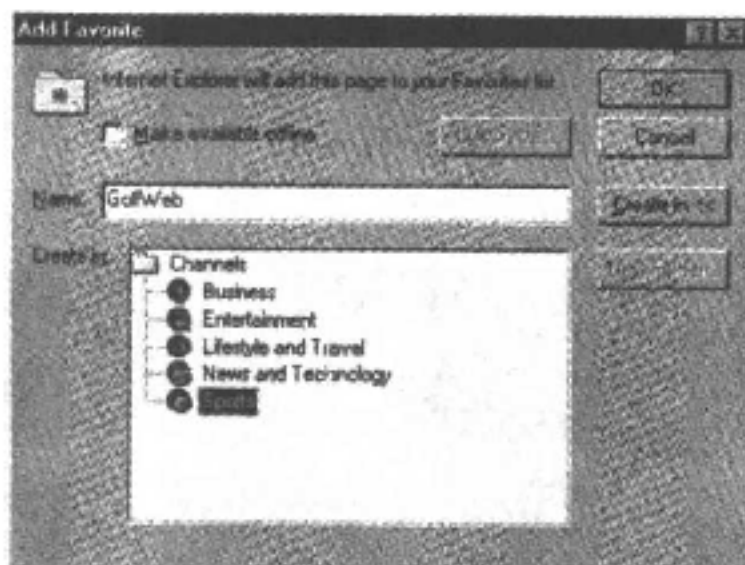 Add Favorite
Internet Explorer will add this page to your Favorites list
OK
Make available offline
Cancel
Name: GolfWeb
Create in <<
Create in:
Channels
Business
Entertainment
Lifestyle and Travel
News and Technology
Sports